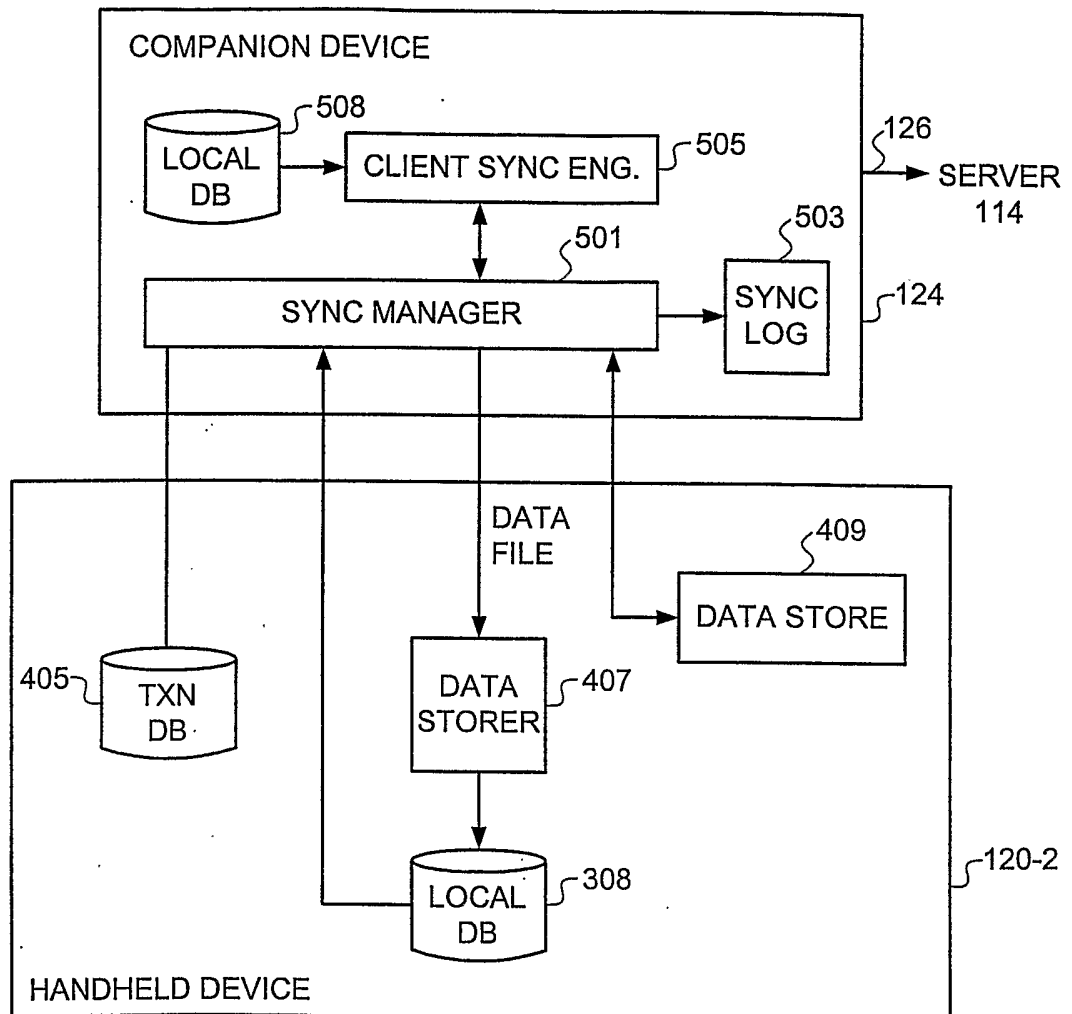 COMPANION DEVICE
508
LOCAL
DB
CLIENT SYNC ENG.
505
126
SERVER
114
501
503
SYNC MANAGER
SYNC
LOG
124
DATA
FILE
409
DATA STORE
405
TXN
DB
DATA
STORER
407
LOCAL
DB
308
120-2
HANDHELD DEVICE